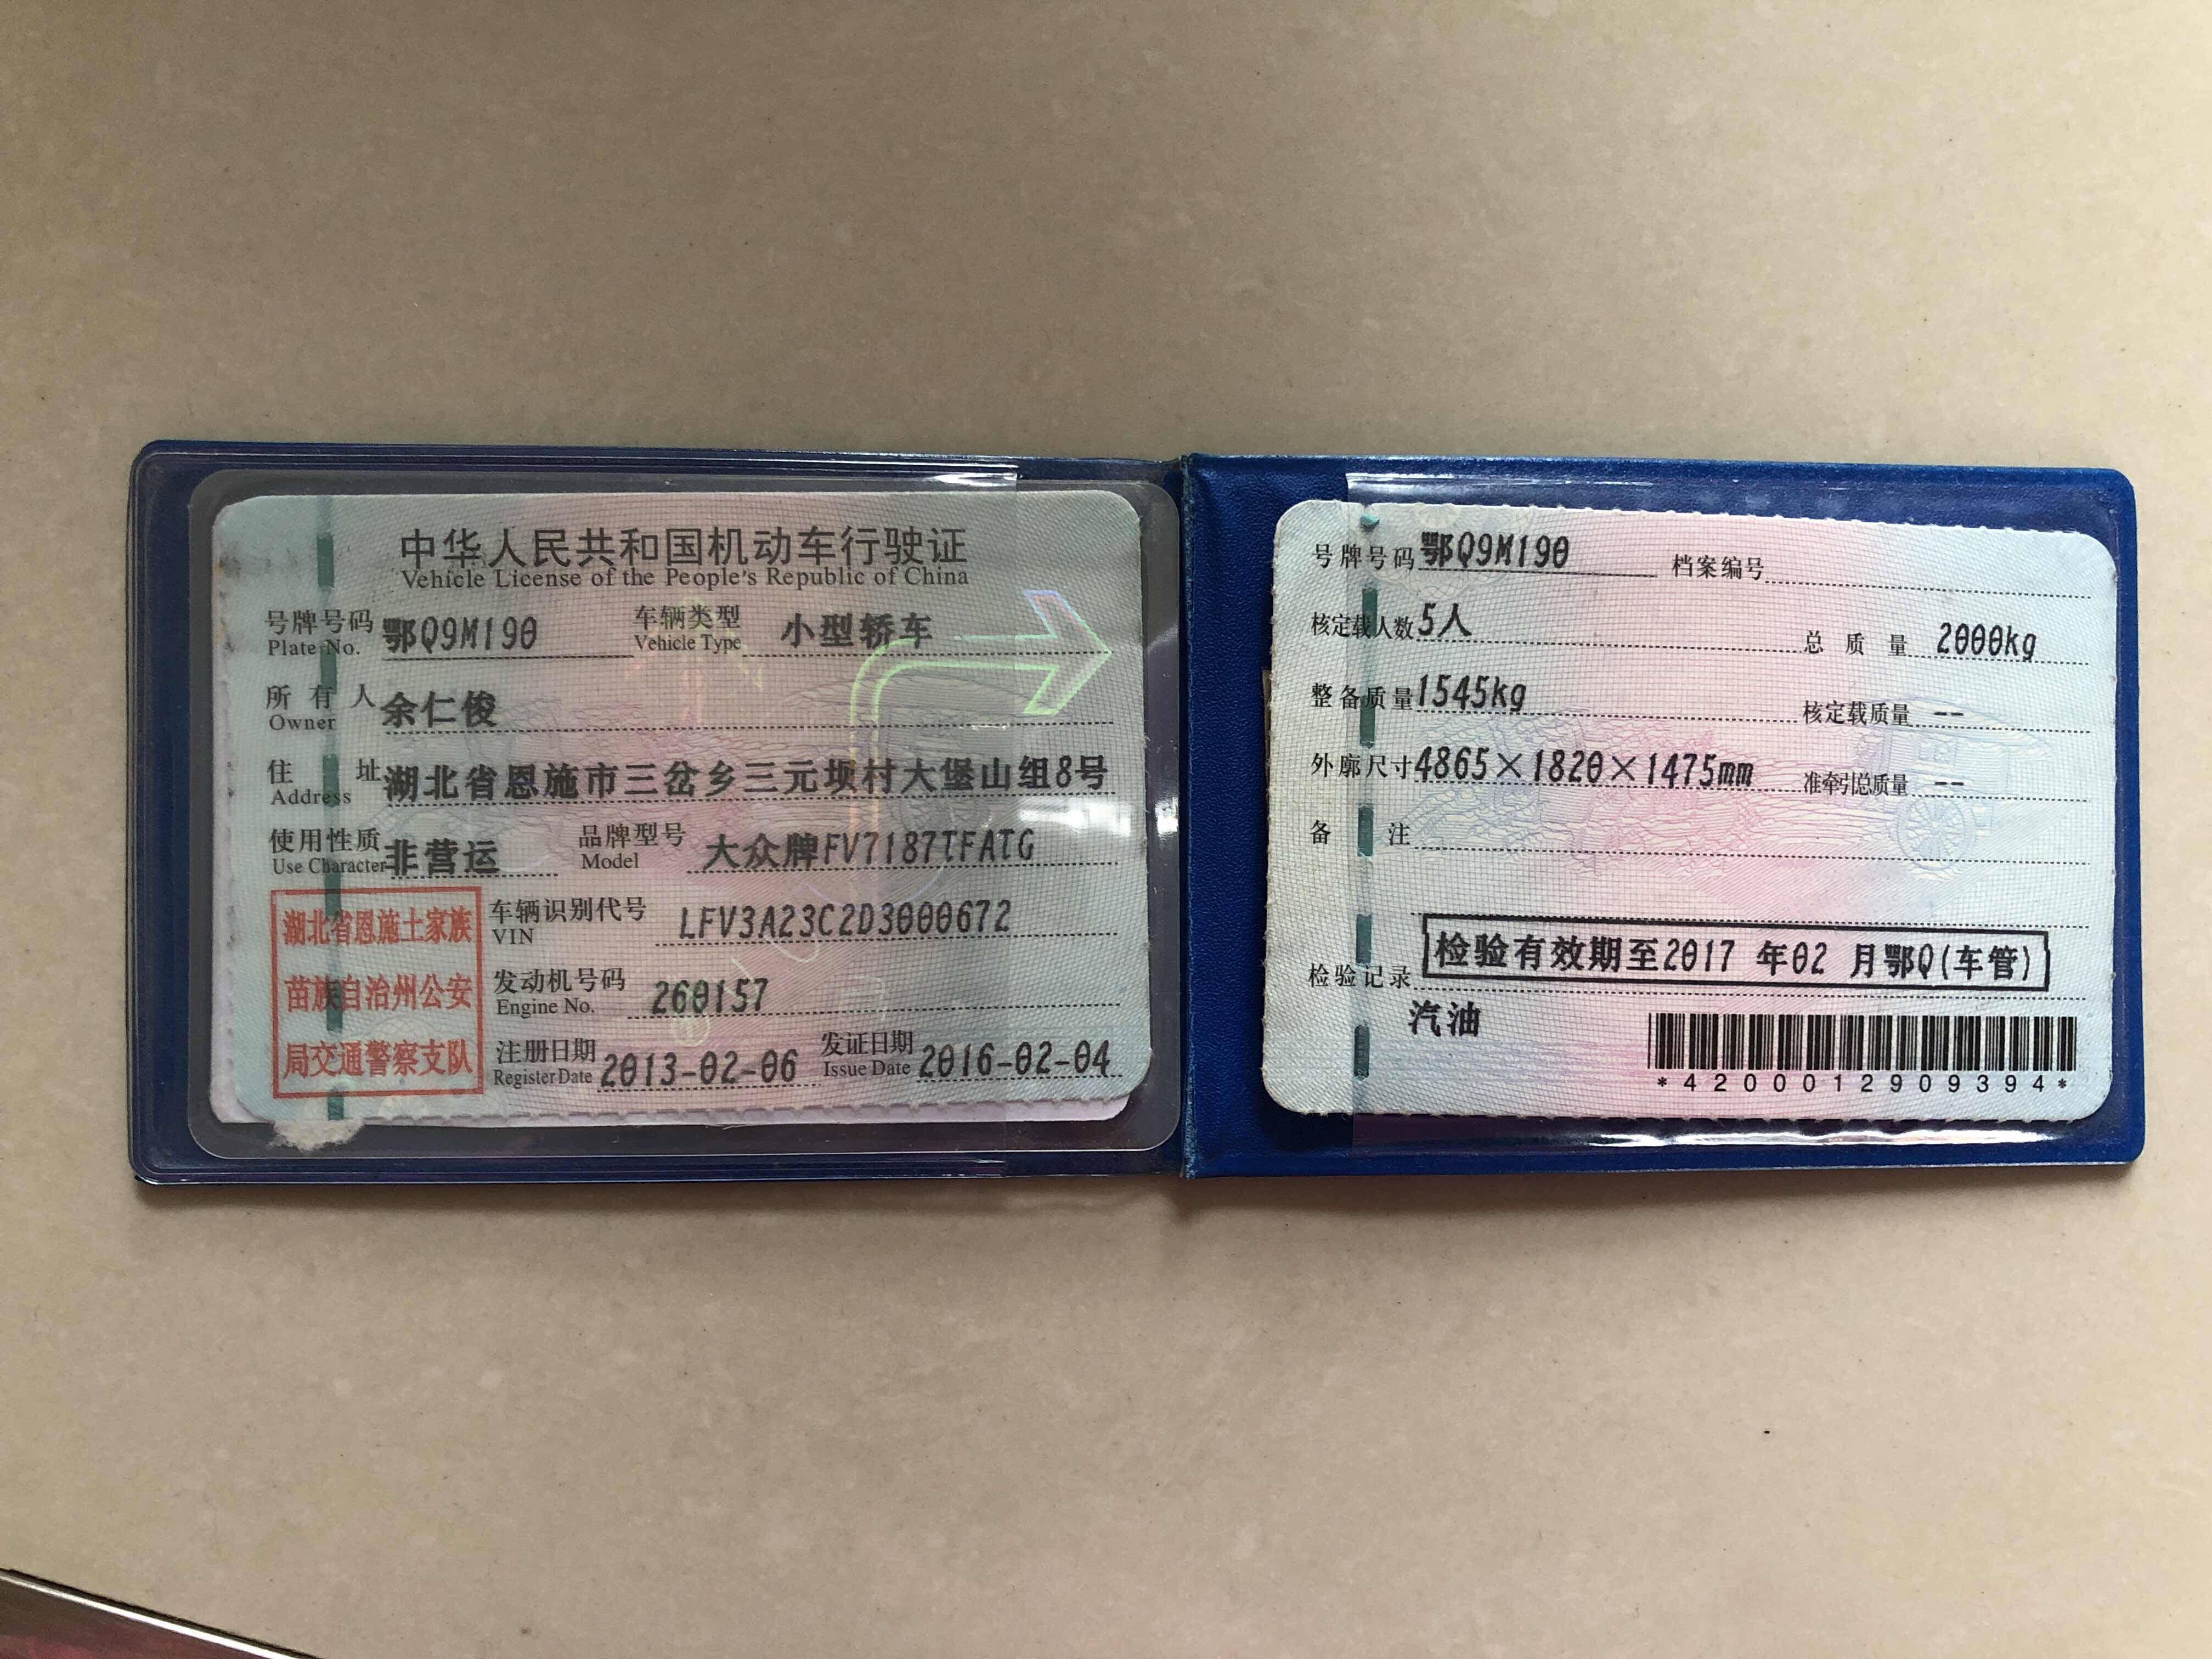 中华人民共和国机动车行驶证
Vehicle License of the People's Republic of China
号牌号码 鄂Q9M190 车辆类型 小型轿车
Plate No. Vehicle Type
所有人 余仁俊
Owner
住址 湖北省恩施市三岔乡三元坝村大堡山组8号
Address
使用性质 非营运 品牌型号 大众牌FV7187TFATG
Use Character Model
湖北省恩施土家族
苗族自治州公安
局交通警察支队
车辆识别代号 LFV3A23C2D3000672
VIN
发动机号码 260157
Engine No.
注册日期 2013-02-06 发证日期 2016-02-04
Register Date Issue Date
号牌号码 鄂Q9M190 档案编号
核定载人数 5人 总质量 2000kg
整备质量 1545kg 核定载质量 --
外廓尺寸 4865×1820×1475mm 准牵引总质量 --
备注
检验记录 检验有效期至2017年02月鄂Q(车管)
汽油
*4200012909394*